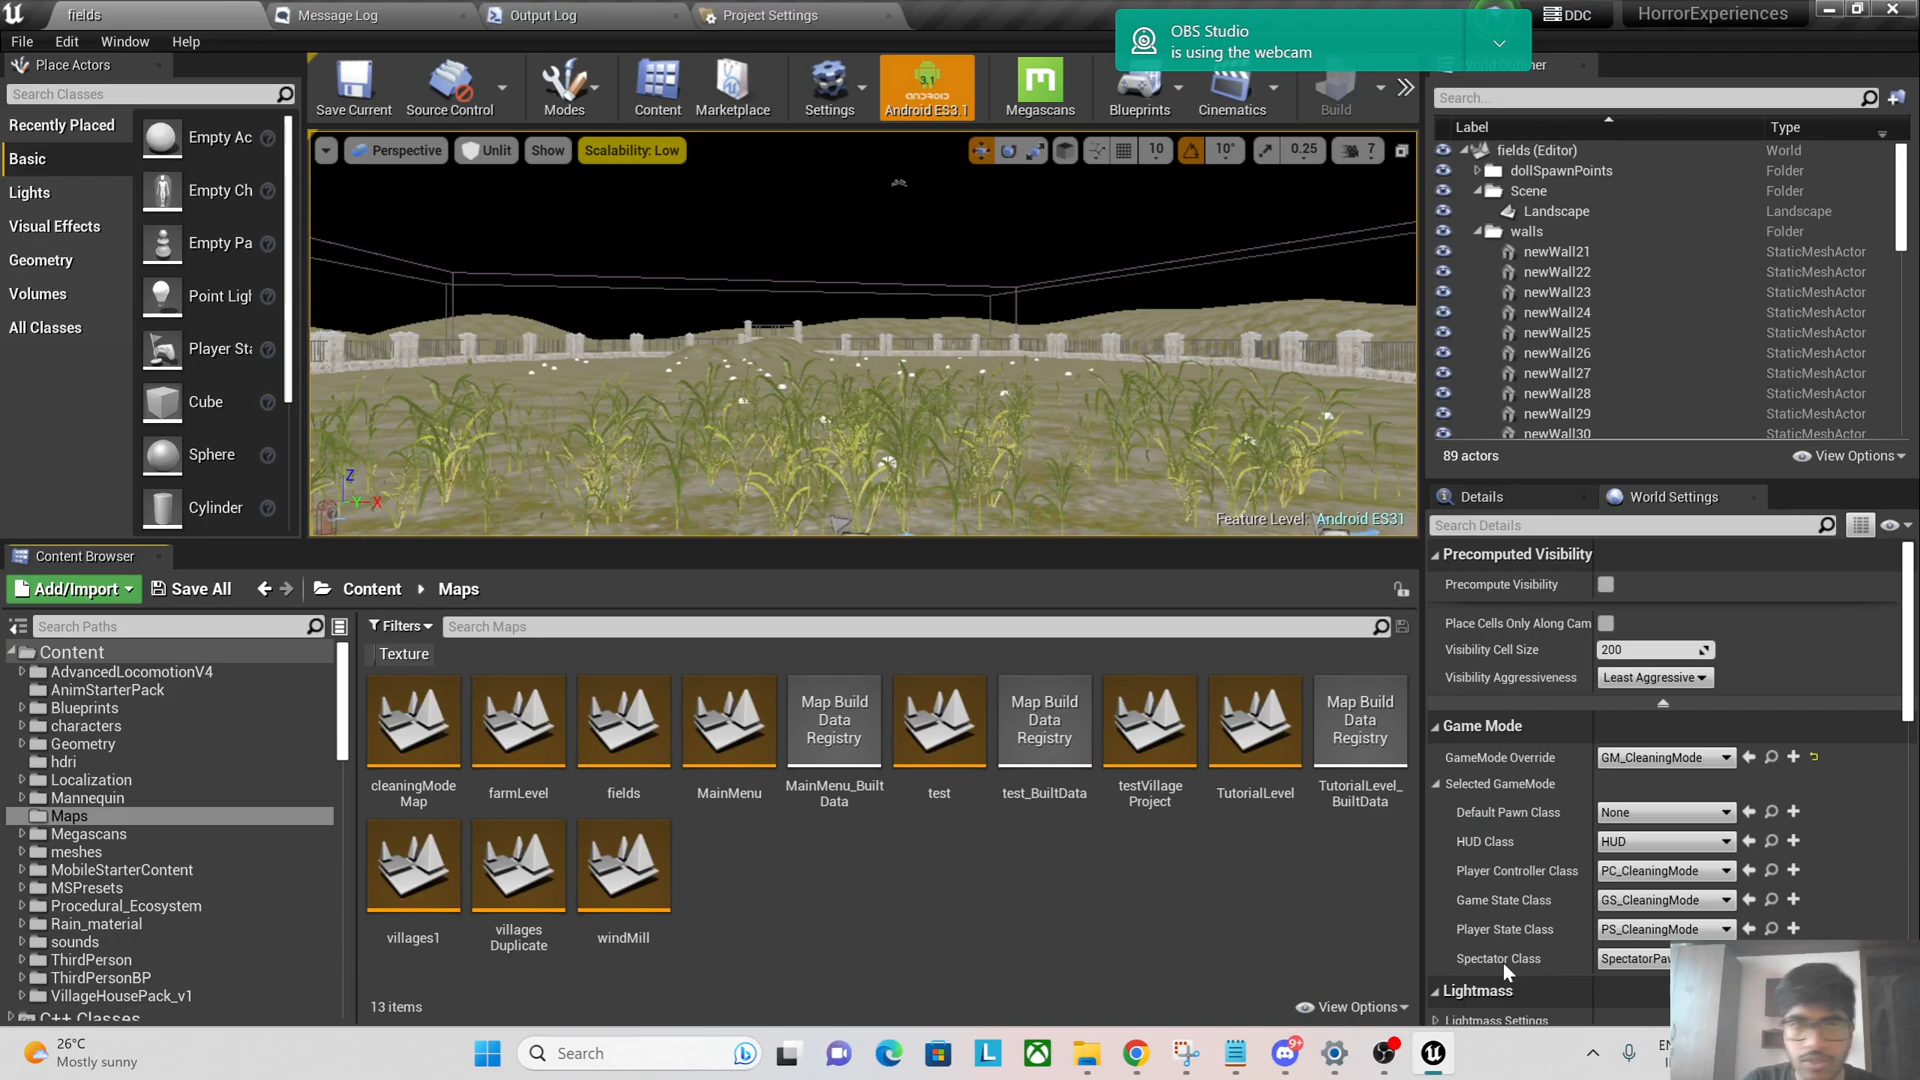 fields
Message Log
Output Log
Project Settings
OBS Studio
is using the webcam
DDC
HorrorExperiences
File
Edit
Window
Help
Place Actors
Search Classes
Recently Placed
Basic
Lights
Visual Effects
Geometry
Volumes
All Classes
Empty Ac
Empty Ch
Empty Pa
Point Ligh
Player Sta
Cube
Sphere
Cylinder
Save Current
Source Control
Modes
Content
Marketplace
Settings
3.1
ANDROID
Android ES3.1
Megascans
Blueprints
Cinematics
Build
Perspective
Unlit
Show
Scalability: Low
10
10°
0.25
7
Z
Y
X
Feature Level: Android ES31
World Outliner
Search...
Label
Type
fields (Editor)
World
dollSpawnPoints
Folder
Scene
Folder
Landscape
Landscape
walls
Folder
newWall21
StaticMeshActor
newWall22
StaticMeshActor
newWall23
StaticMeshActor
newWall24
StaticMeshActor
newWall25
StaticMeshActor
newWall26
StaticMeshActor
newWall27
StaticMeshActor
newWall28
StaticMeshActor
newWall29
StaticMeshActor
newWall30
StaticMeshActor
89 actors
View Options
Details
World Settings
Search Details
Precomputed Visibility
Precompute Visibility
Place Cells Only Along Cam
Visibility Cell Size
200
Visibility Aggressiveness
Least Aggressive
Game Mode
GameMode Override
GM_CleaningMode
Selected GameMode
Default Pawn Class
None
HUD Class
HUD
Player Controller Class
PC_CleaningMode
Game State Class
GS_CleaningMode
Player State Class
PS_CleaningMode
Spectator Class
SpectatorPaw
Lightmass
Lightmass Settings
Content Browser
Add/Import
Save All
Content
Maps
Search Paths
Filters
Search Maps
Texture
Content
AdvancedLocomotionV4
AnimStarterPack
Blueprints
characters
Geometry
hdri
Localization
Mannequin
Maps
Megascans
meshes
MobileStarterContent
MSPresets
Procedural_Ecosystem
Rain_material
sounds
ThirdPerson
ThirdPersonBP
VillageHousePack_v1
C++ Classes
cleaningMode
Map
farmLevel
fields
MainMenu
Map Build
Data
Registry
MainMenu_Built
Data
test
Map Build
Data
Registry
test_BuiltData
testVillage
Project
TutorialLevel
Map Build
Data
Registry
TutorialLevel_
BuiltData
villages1
villages
Duplicate
windMill
13 items
View Options
26°C
Mostly sunny
Search
L
9+